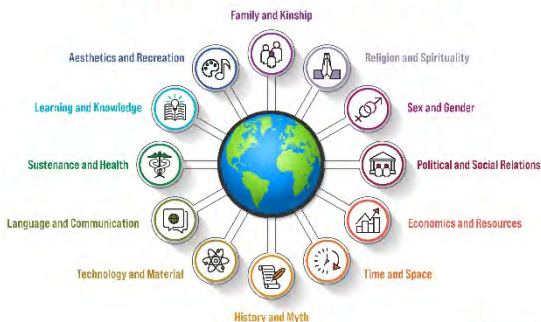 Family and Kinship
Aesthetics and Recreation
Religion and Spirituality
Learning and Knowledge
Sex and Gender
Sustenance and Health
Political and Social Relations
Language and Communication
Economics and Resources
Technology and Material
Time and Space
History and Myth